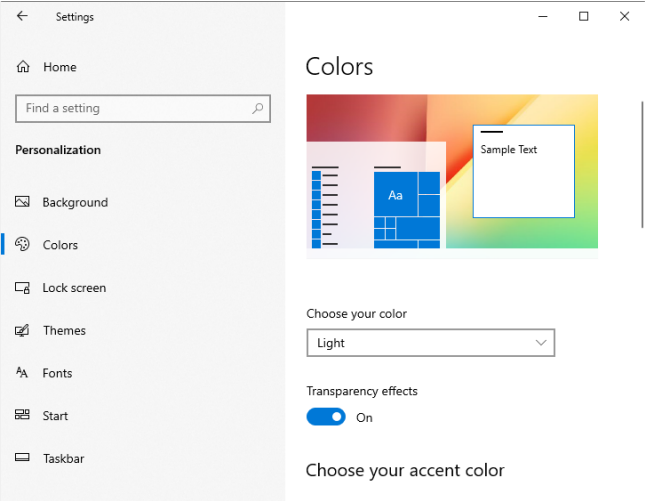 Settings
Home
Find a setting
Personalization
Background
Colors
Lock screen
Themes
Fonts
Start
Taskbar
Colors
Sample Text
Aa
Choose your color
Light
Transparency effects
On
Choose your accent color